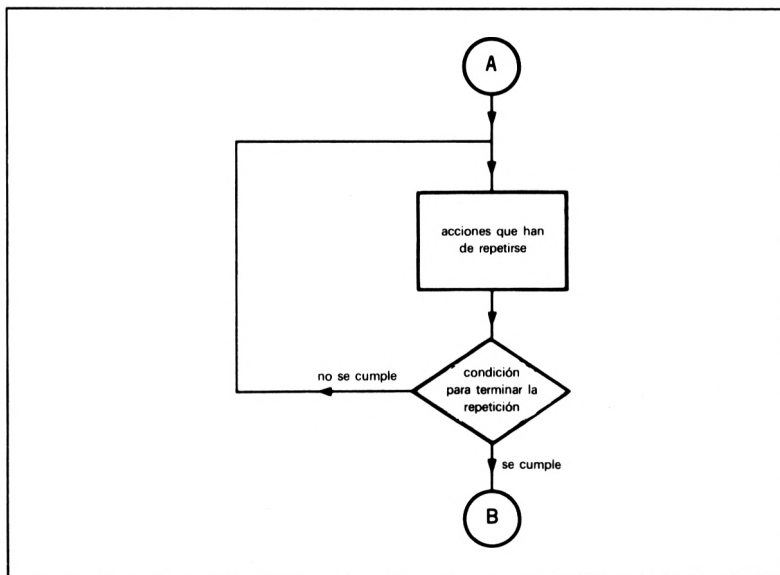 A
acciones que han
de repetirse
no se cumple
condición
para terminar la
repetición
se cumple
B